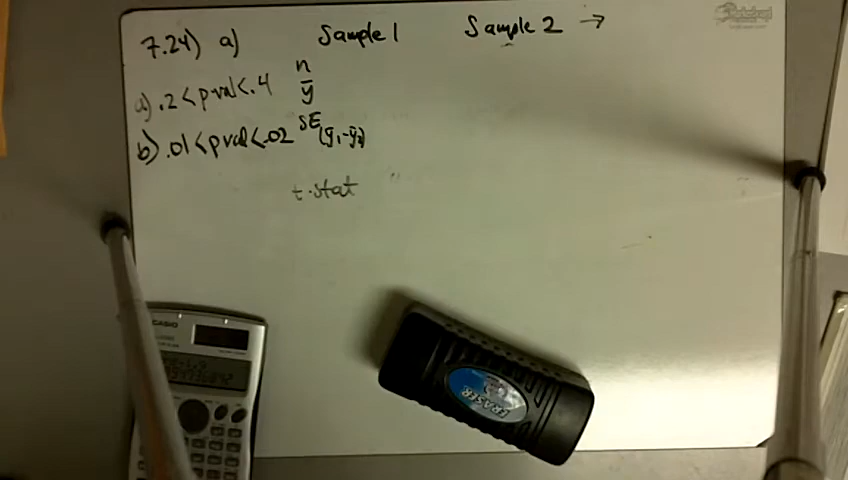 7.24) a) Sample 1 Sample 2 →
n
a) .2 < pval < .4 ȳ
b) .01 < pval < .02 SE(ȳ₁-ȳ₂)
t-stat
CASIO
ERASER